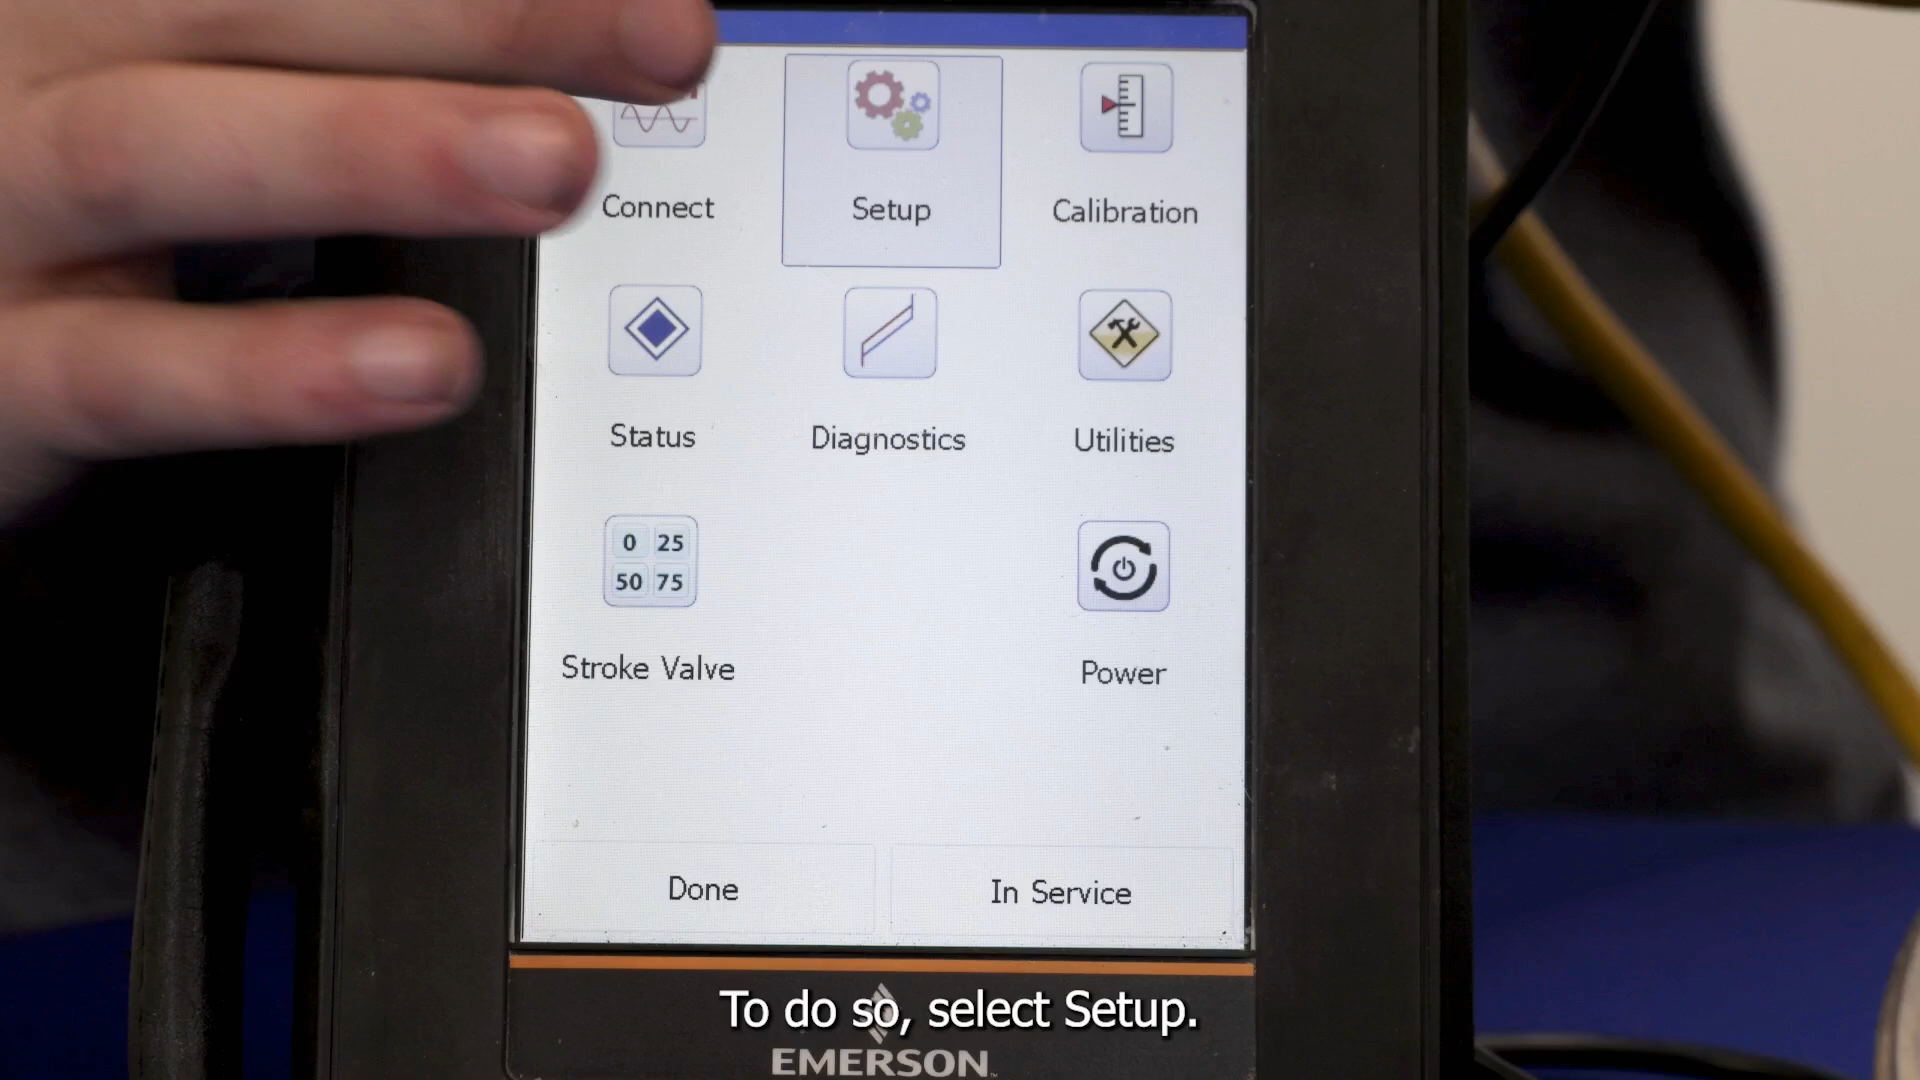 Connect
Setup
Calibration
Status
Diagnostics
Utilities
0 25
50 75
Stroke Valve
Power
Done
In Service
To do so, select Setup.
EMERSON